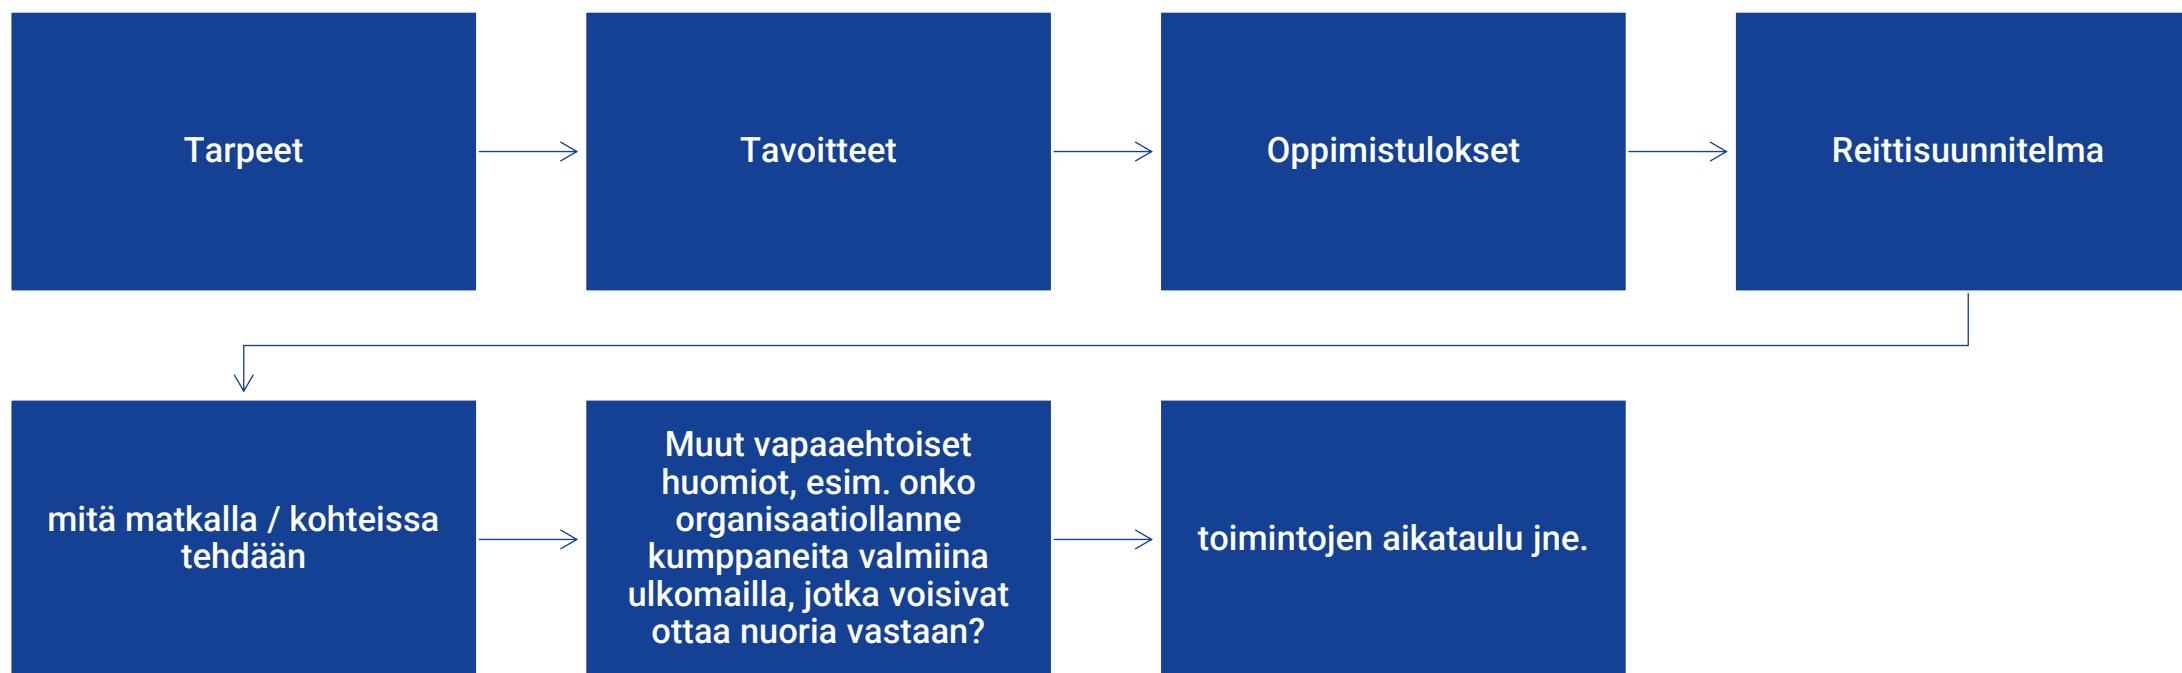 Tarpeet
Tavoitteet
Oppimistulokset
Reittisuunnitelma
mitä matkalla / kohteissa
tehdään
Muut vapaaehtoiset
huomiot, esim. onko
organisaatiollanne
kumppaneita valmiina
ulkomailla, jotka voisivat
ottaa nuoria vastaan?
toimintojen aikataulu jne.